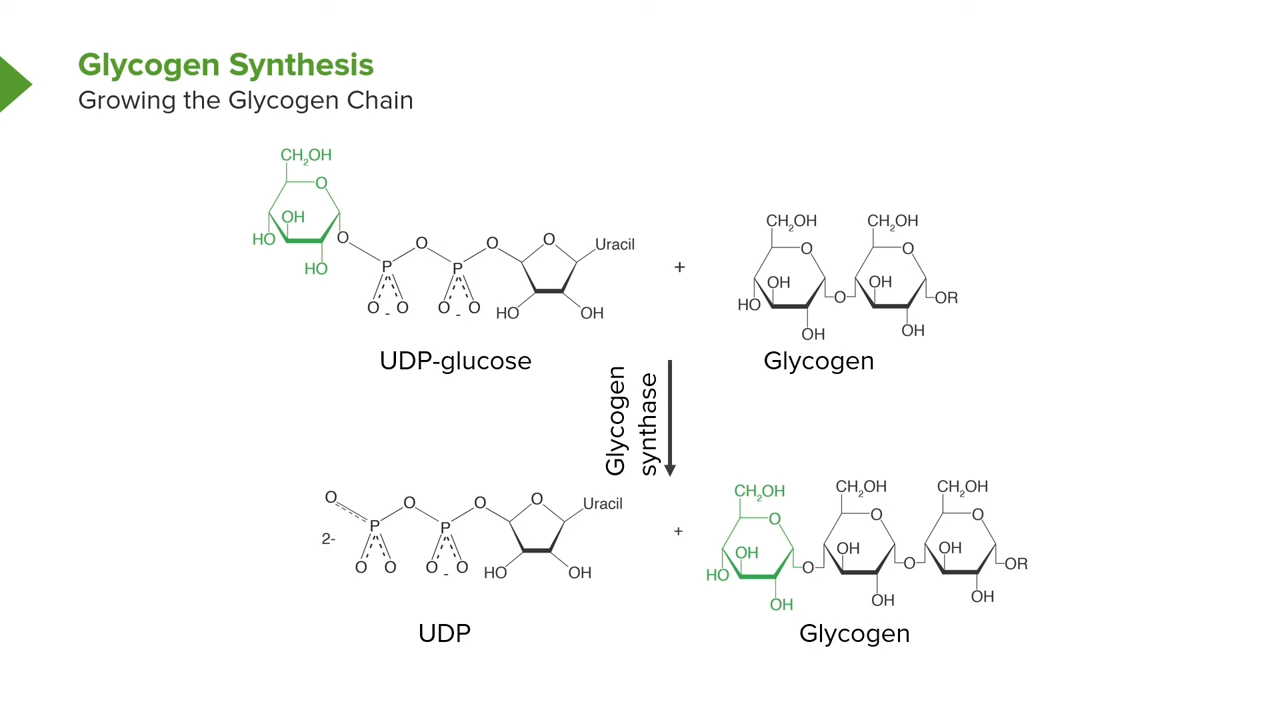 Glycogen Synthesis
Growing the Glycogen Chain
CH₂OH
O
OH
HO
HO
O
P
O O
-
O
P
O O
-
O
O
Uracil
HO
OH
UDP-glucose
+
CH₂OH
O
OH
HO
OH
O
CH₂OH
O
OH
OH
OR
Glycogen
Glycogen
synthase
O
2-
P
O O
O
P
O O
-
O
O
Uracil
HO
OH
UDP
+
CH₂OH
O
OH
HO
OH
O
CH₂OH
O
OH
OH
O
CH₂OH
O
OH
OH
OR
Glycogen